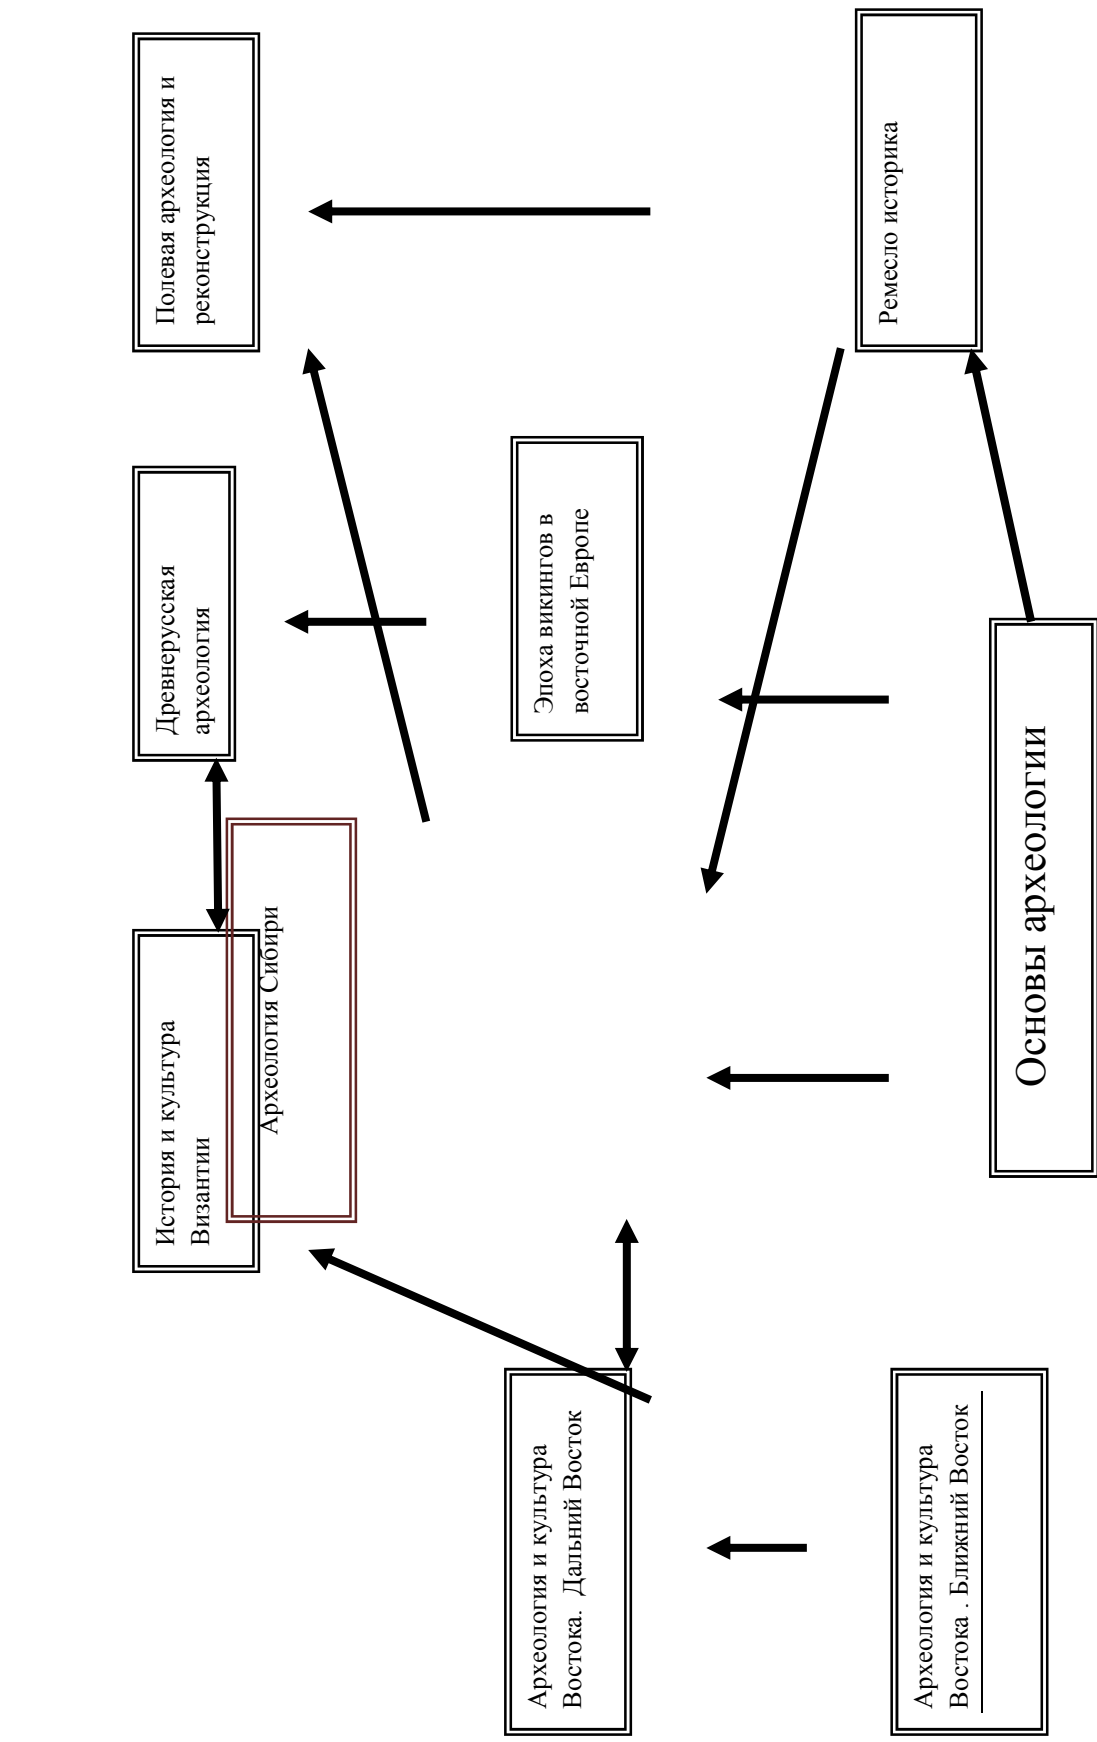 История и культура
Византии
Древнерусская
археология
Полевая археология и
реконструкция
Археология Сибири
Археология и культура
Востока.  Дальний Восток
Эпоха викингов в
восточной Европе
Археология и культура
Востока . Ближний Восток
Ремесло историка
Основы археологии